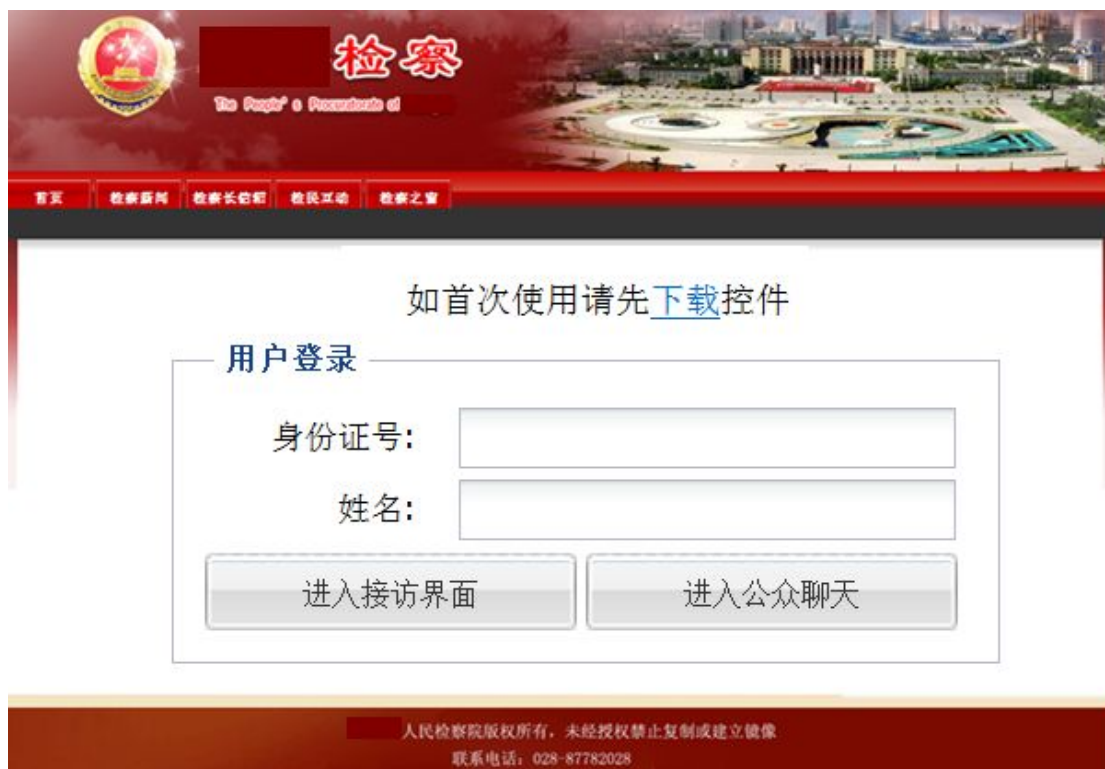 检察
The People' s Procuratorate of
首页 检察新闻 检察长信箱 检民互动 检察之窗
如首次使用请先下载控件
用户登录
身份证号:
姓名:
进入接访界面 进入公众聊天
人民检察院版权所有，未经授权禁止复制或建立镜像
联系电话：028-87782028